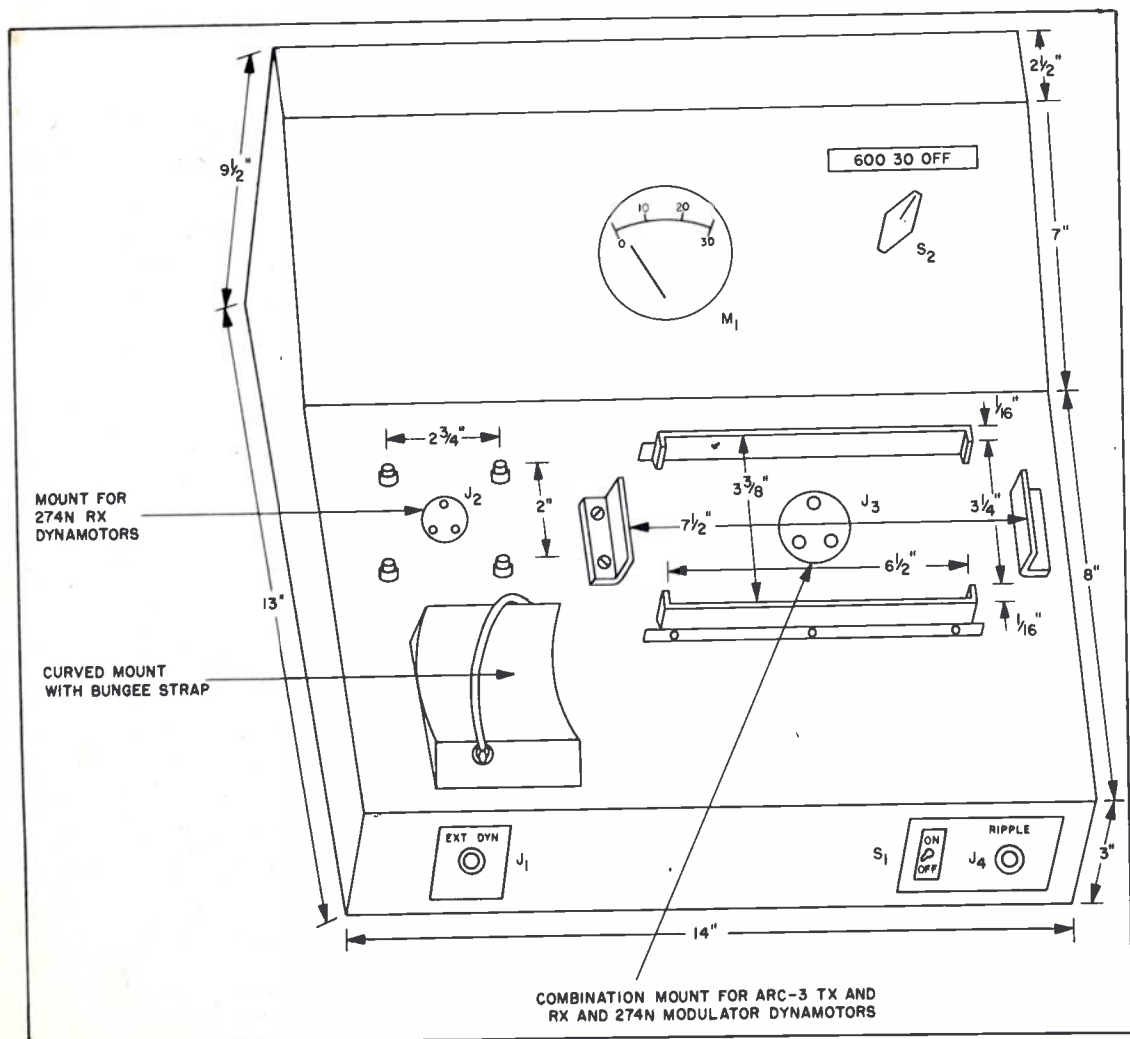 2½"
9½"
600 30 OFF
0 10 20 30
S2
7"
M1
1/16"
2¾"
MOUNT FOR
274N RX
DYNAMOTORS
J2
2"
3⅜"
J3
3¼"
7½"
6½"
8"
1/16"
13"
CURVED MOUNT
WITH BUNGEE STRAP
EXT DYN
J1
S1
ON
OFF
RIPPLE
J4
3"
14"
COMBINATION MOUNT FOR ARC-3 TX AND
RX AND 274N MODULATOR DYNAMOTORS